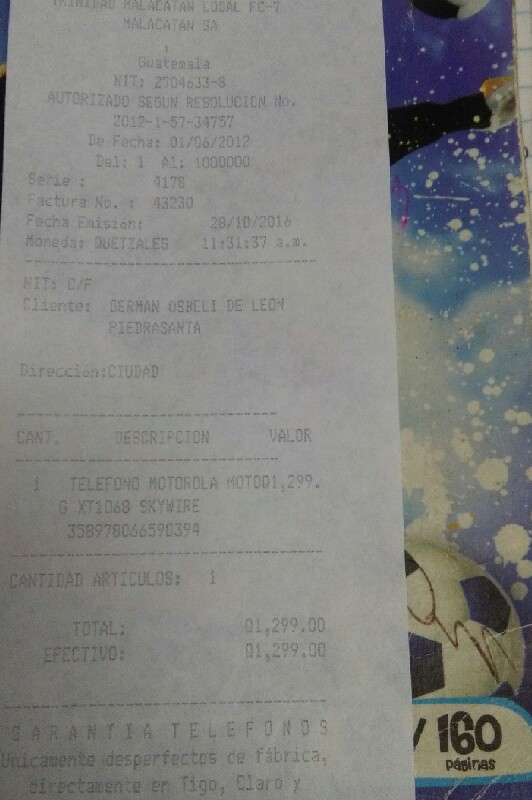 TRINIDAD MALACATAN LOCAL FC-7
MALACATAN SA
1
Guatemala
NIT: 2704633-8
AUTORIZADO SEGUN RESOLUCION No.
2012-1-57-34757
De Fecha: 01/06/2012
Del: 1 Al: 1000000
Serie : 4178
Factura No. : 43230
Fecha Emisión: 28/10/2016
Moneda: QUETZALES 11:31:37 a.m.
NIT: C/F
Cliente: GERMAN OSBELI DE LEON
PIEDRASANTA
Dirección:CIUDAD
CANT. DESCRIPCION VALOR
1 TELEFONO MOTOROLA MOTOQ1,299.
G XT1068 SKYWIRE
358978066590394
CANTIDAD ARTICULOS: 1
TOTAL: Q1,299.00
EFECTIVO: Q1,299.00
GARANTIA TELEFONOS
Unicamente desperfectos de fábrica,
directamente en Tigo, Claro y
160
páginas